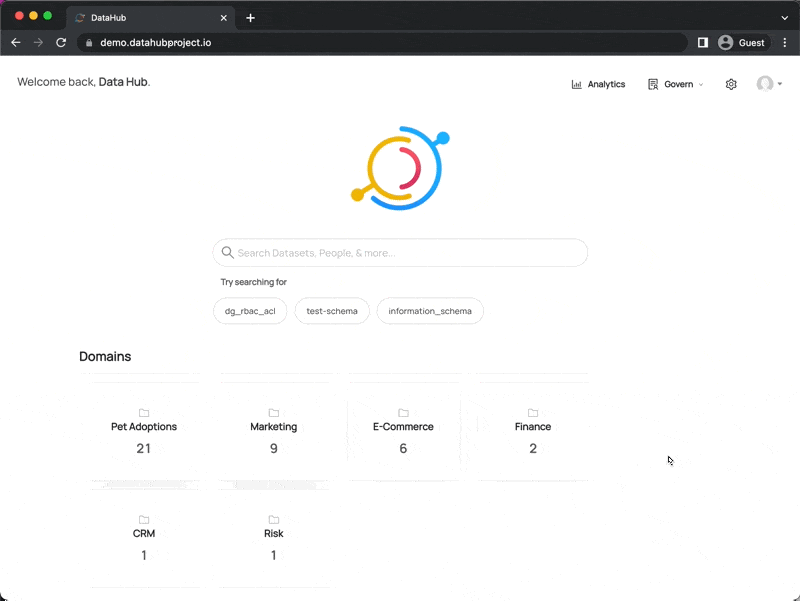 DataHub
demo.datahubproject.io
Guest
Welcome back, Data Hub.
Analytics
Govern
Search Datasets, People, & more...
Try searching for
dg_rbac_acl
test-schema
information_schema
Domains
Pet Adoptions
Marketing
E-Commerce
Finance
21
9
6
2
CRM
Risk
1
1